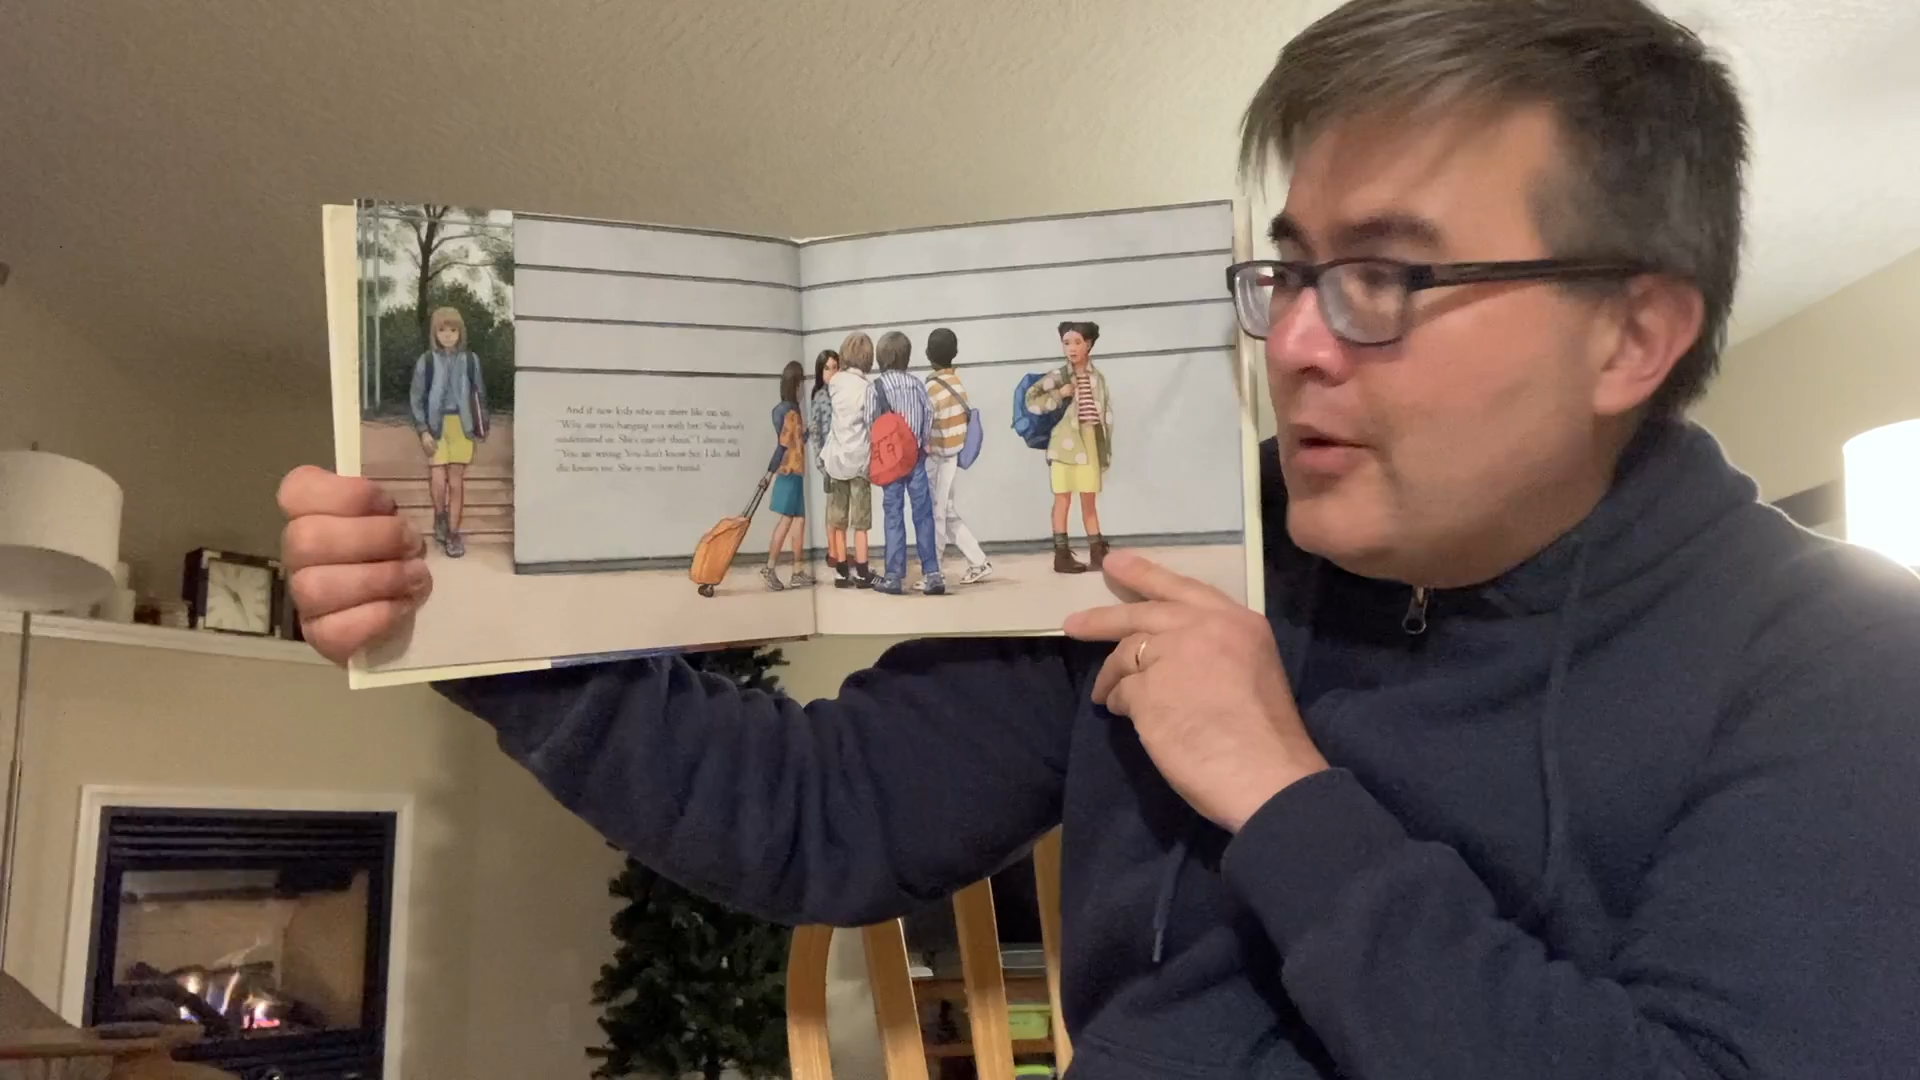 And if new kids who are more like me, say,
"Why are you hanging out with her? She doesn't
understand us. She's one of them," I always say,
"You are wrong. You don't know her. I do. And
she knows me. She is my best friend.